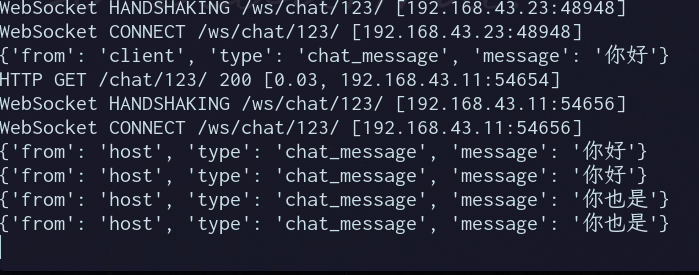 WebSocket HANDSHAKING /ws/chat/123/ [192.168.43.23:48948]
WebSocket CONNECT /ws/chat/123/ [192.168.43.23:48948]
{'from': 'client', 'type': 'chat_message', 'message': '你好'}
HTTP GET /chat/123/ 200 [0.03, 192.168.43.11:54654]
WebSocket HANDSHAKING /ws/chat/123/ [192.168.43.11:54656]
WebSocket CONNECT /ws/chat/123/ [192.168.43.11:54656]
{'from': 'host', 'type': 'chat_message', 'message': '你好'}
{'from': 'host', 'type': 'chat_message', 'message': '你好'}
{'from': 'host', 'type': 'chat_message', 'message': '你也是'}
{'from': 'host', 'type': 'chat_message', 'message': '你也是'}